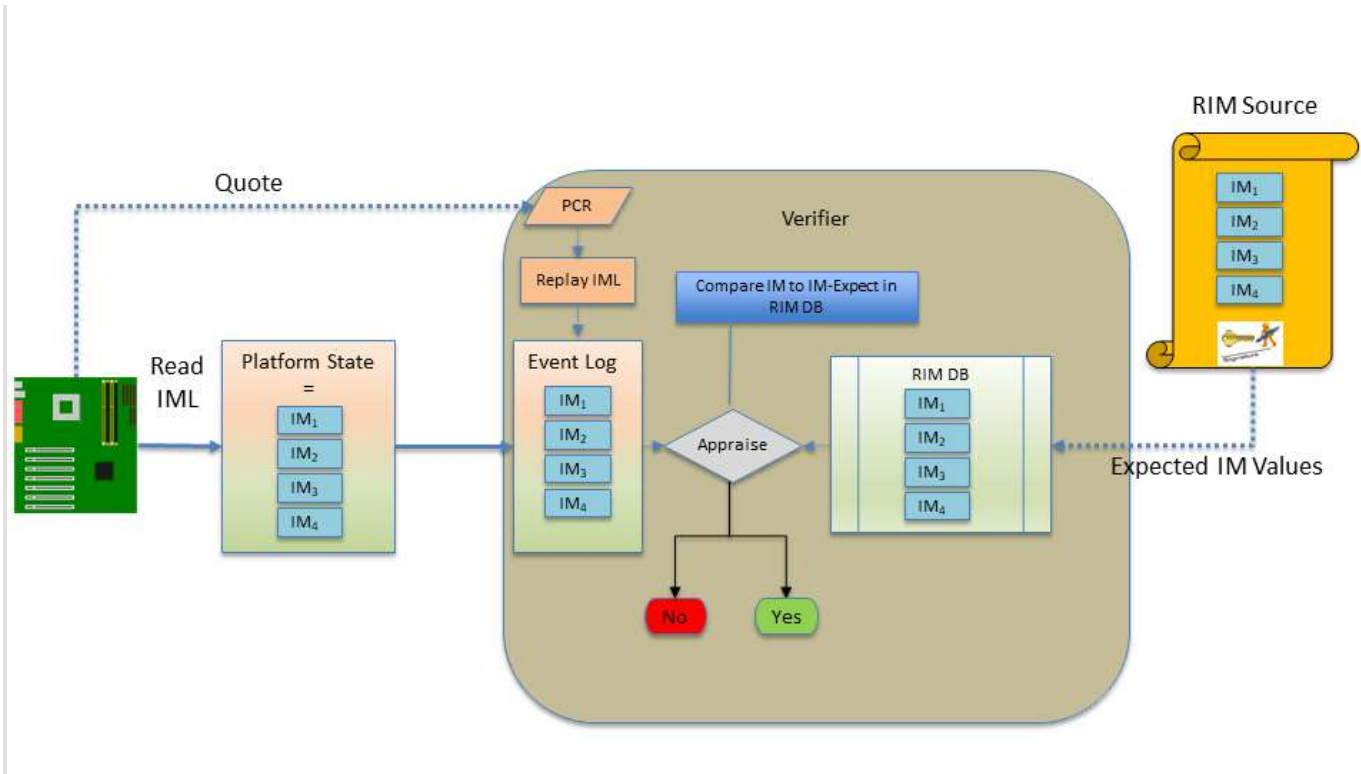 RIM Source
IM₁
IM₂
IM₃
IM₄
Quote
PCR
Verifier
Replay IML
Compare IM to IM-Expect in
RIM DB
Read
IML
Platform State
=
IM₁
IM₂
IM₃
IM₄
Event Log
IM₁
IM₂
IM₃
IM₄
Appraise
RIM DB
IM₁
IM₂
IM₃
IM₄
Expected IM Values
No
Yes